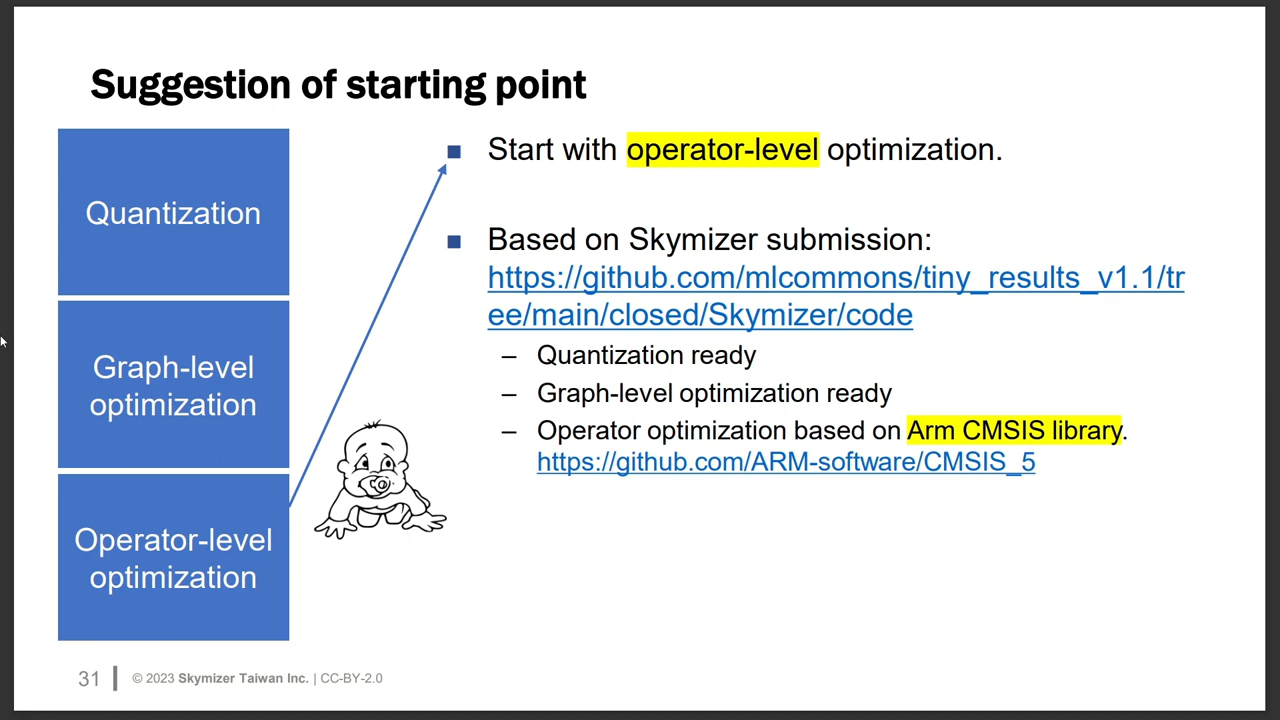 Suggestion of starting point
Quantization
Graph-level
optimization
Operator-level
optimization
Start with operator-level optimization.
Based on Skymizer submission:
https://github.com/mlcommons/tiny_results_v1.1/tr
ee/main/closed/Skymizer/code
– Quantization ready
– Graph-level optimization ready
– Operator optimization based on Arm CMSIS library.
https://github.com/ARM-software/CMSIS_5
31 | © 2023 Skymizer Taiwan Inc. | CC-BY-2.0